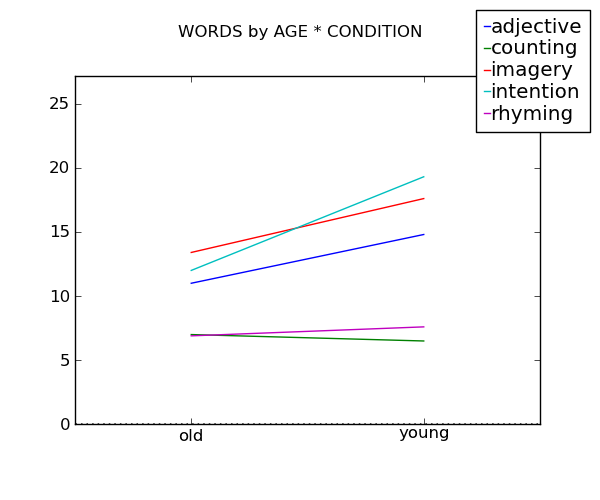 WORDS by AGE * CONDITION
adjective
counting
imagery
intention
rhyming
25
20
15
10
5
0
old
young